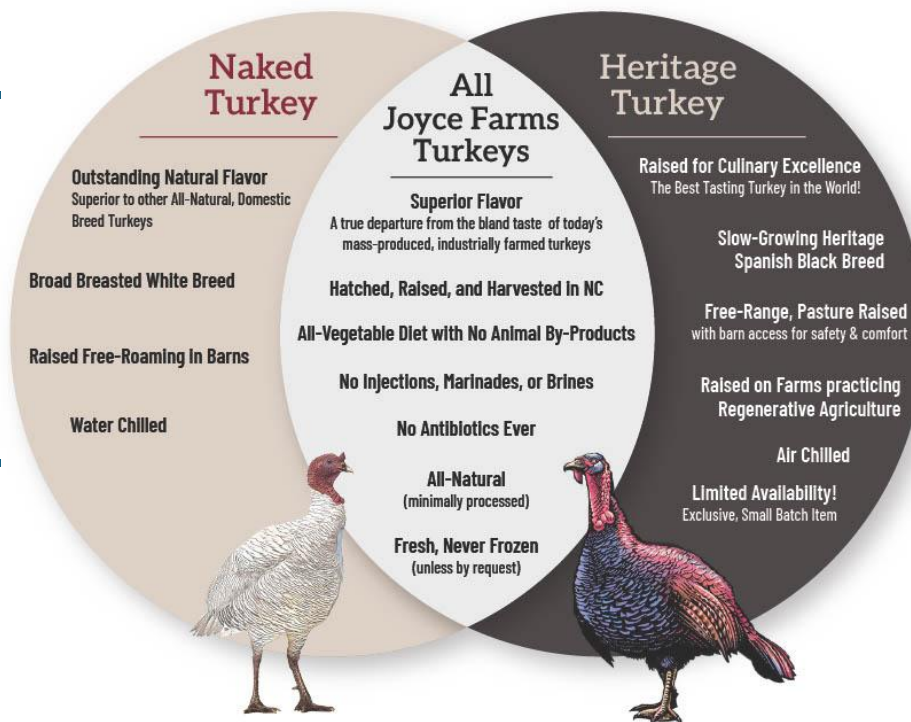 Naked
Turkey
Outstanding Natural Flavor
Superior to other All-Natural, Domestic
Breed Turkeys
Broad Breasted White Breed
Raised Free-Roaming in Barns
Water Chilled
All
Joyce Farms
Turkeys
Superior Flavor
A true departure from the bland taste of today's
mass-produced, industrially farmed turkeys
Hatched, Raised, and Harvested in NC
All-Vegetable Diet with No Animal By-Products
No Injections, Marinades, or Brines
No Antibiotics Ever
All-Natural
(minimally processed)
Fresh, Never Frozen
(unless by request)
Heritage
Turkey
Raised for Culinary Excellence
The Best Tasting Turkey in the World!
Slow-Growing Heritage
Spanish Black Breed
Free-Range, Pasture Raised
with barn access for safety & comfort
Raised on Farms practicing
Regenerative Agriculture
Air Chilled
Limited Availability!
Exclusive, Small Batch Item